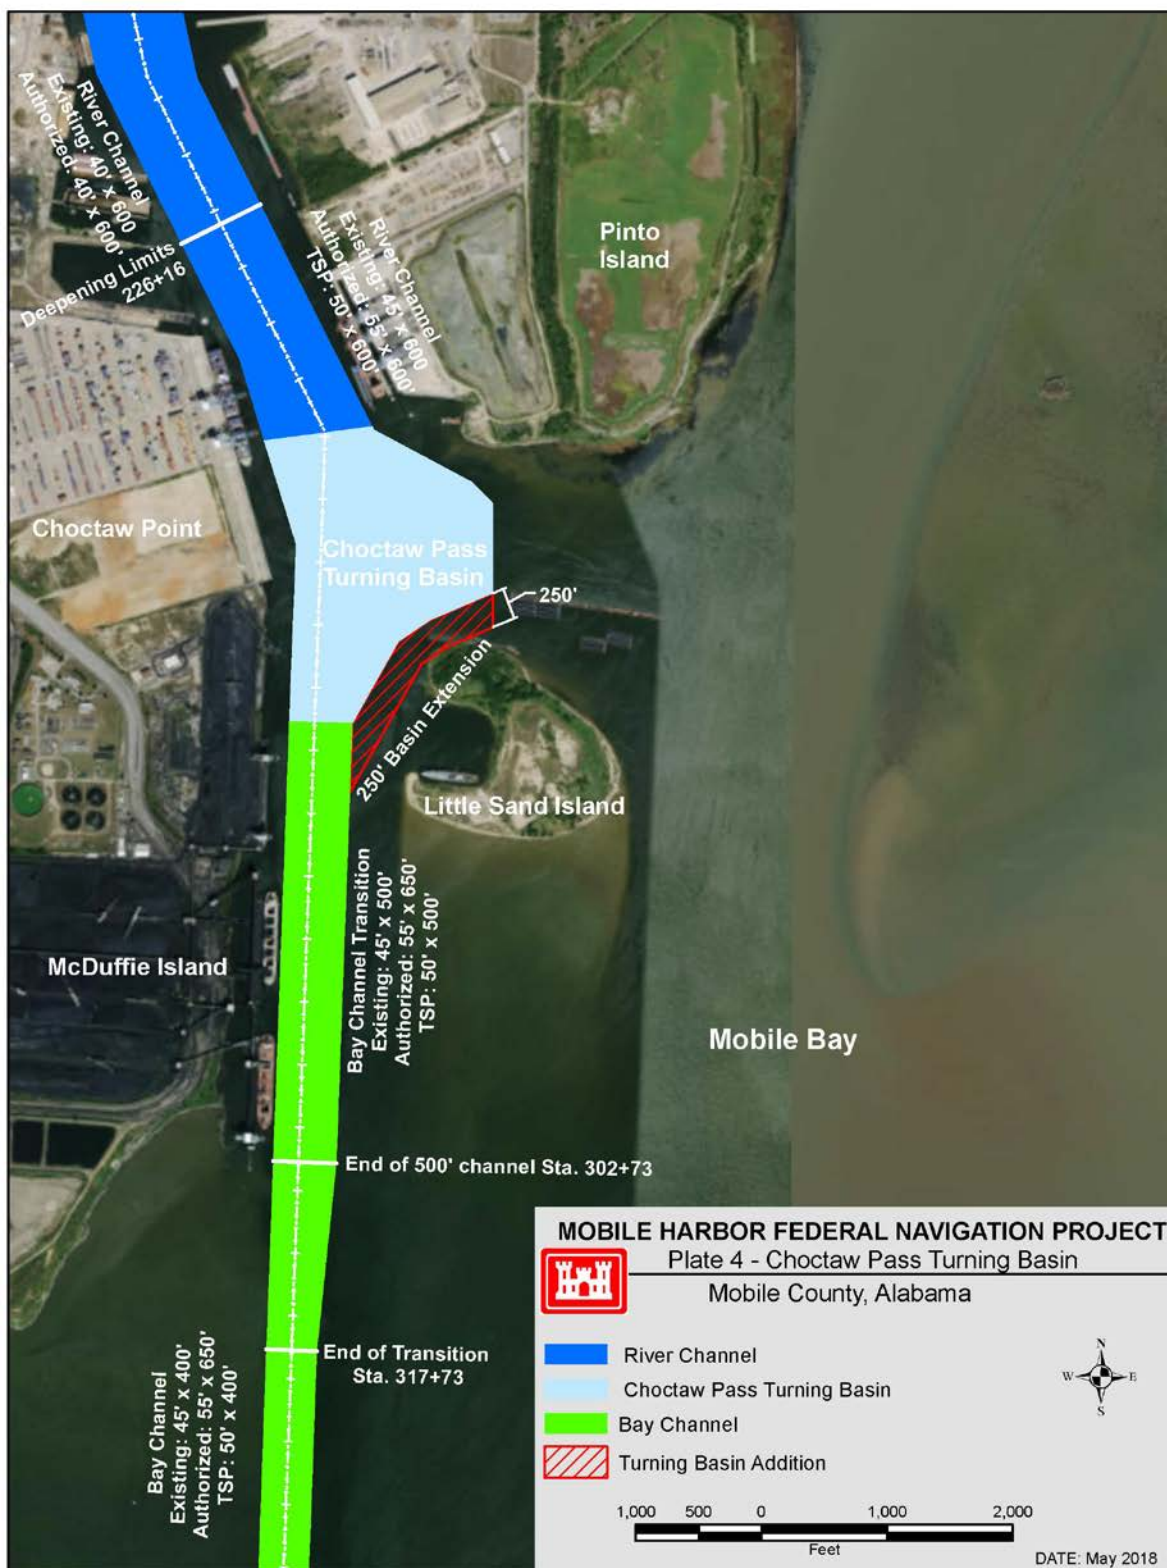 River Channel
Existing: 40' x 600
Authorized: 40' x 600'
Deepening Limits
226+16
River Channel
Existing: 45' x 600
Authorized: 55' x 600'
TSP: 50' x 600'
Pinto
Island
Choctaw Point
Choctaw Pass
Turning Basin
250'
250' Basin Extension
Little Sand Island
Bay Channel Transition
Existing: 45' x 500'
Authorized: 55' x 650'
TSP: 50' x 500'
McDuffie Island
Mobile Bay
End of 500' channel Sta. 302+73
End of Transition
Sta. 317+73
Bay Channel
Existing: 45' x 400'
Authorized: 55' x 650'
TSP: 50' x 400'
MOBILE HARBOR FEDERAL NAVIGATION PROJECT
Plate 4 - Choctaw Pass Turning Basin
Mobile County, Alabama
River Channel
Choctaw Pass Turning Basin
Bay Channel
Turning Basin Addition
N
W E
S
1,000 500 0 1,000 2,000
Feet
DATE: May 2018